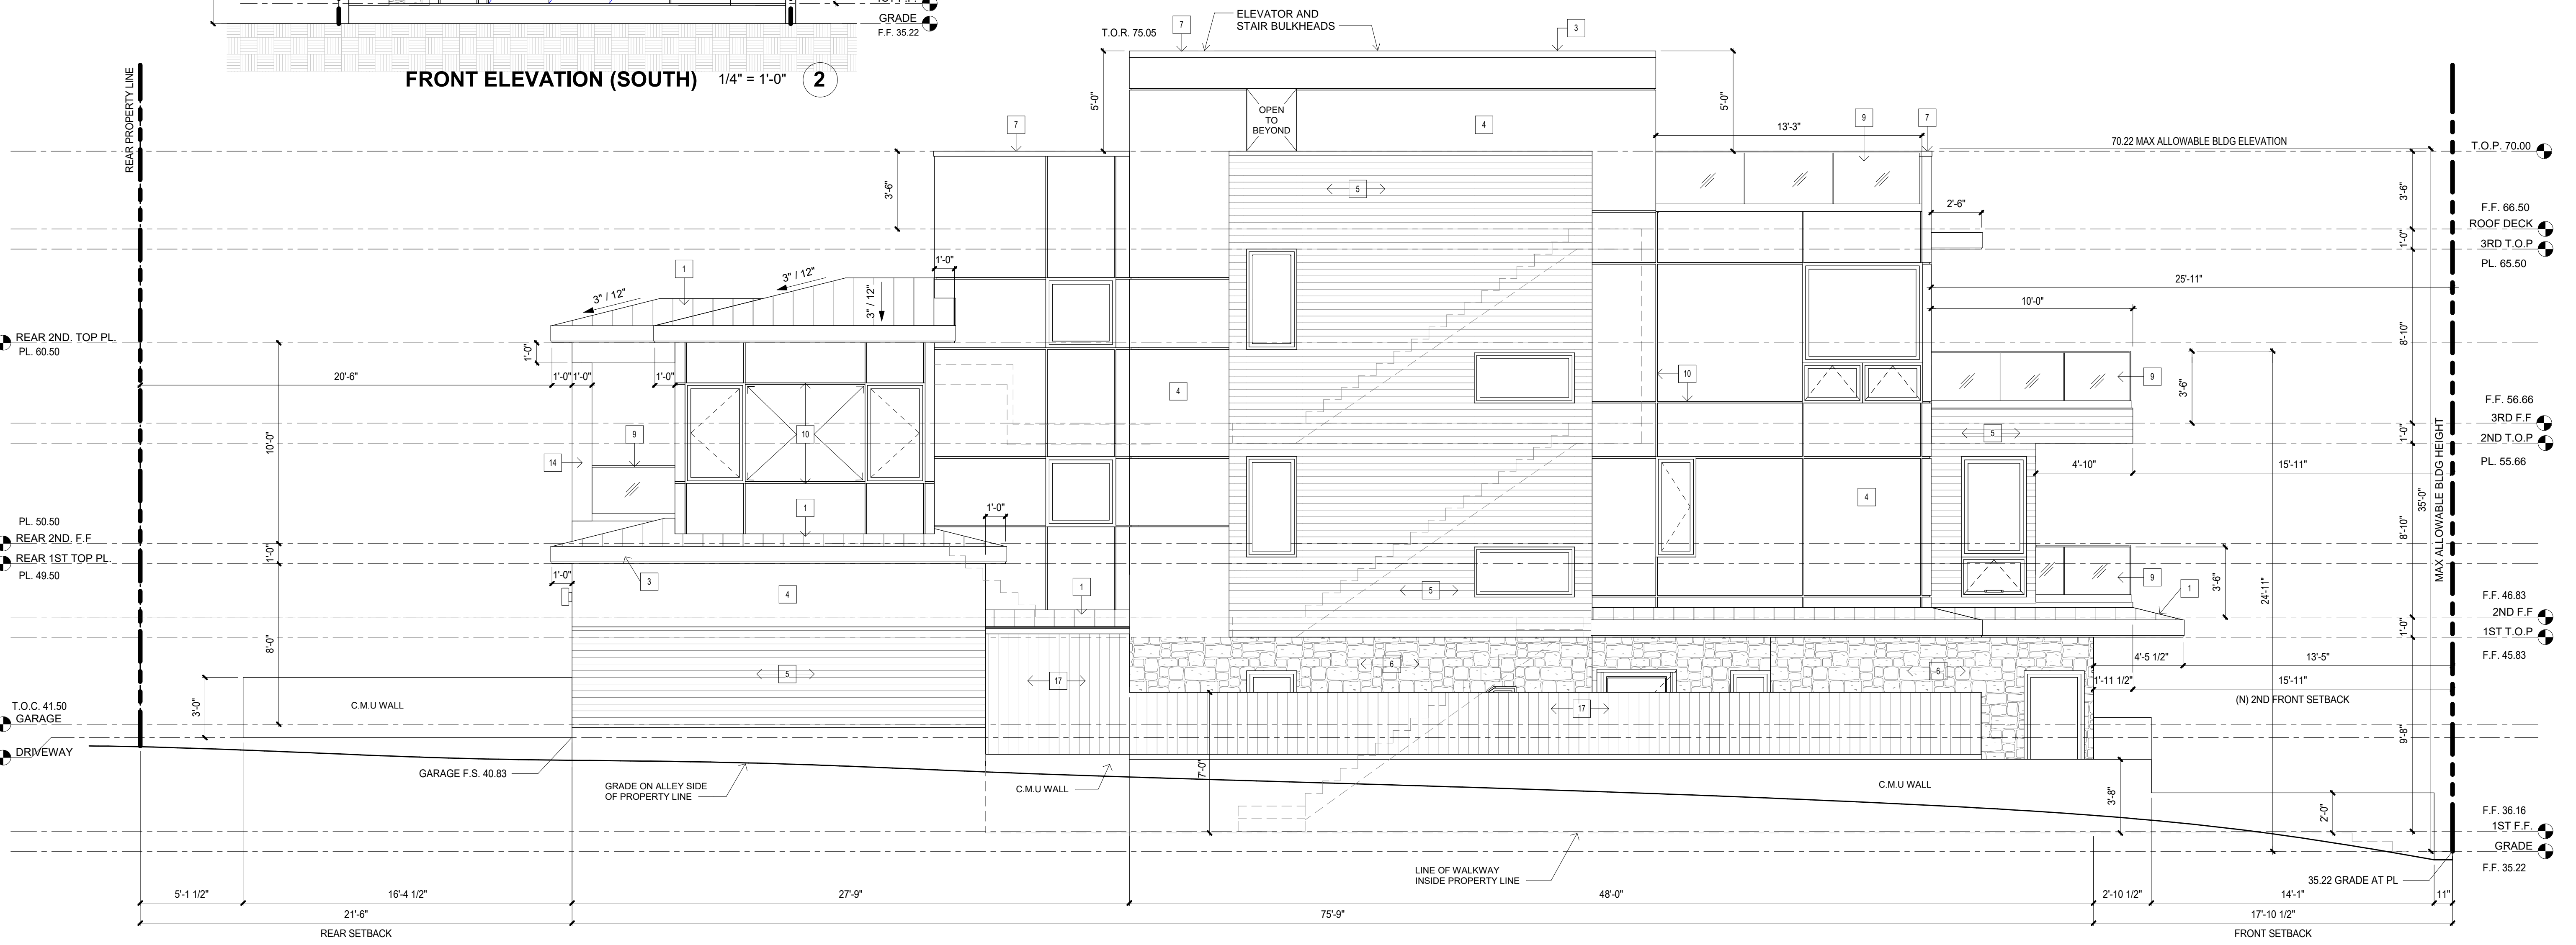 1ST F.F.
GRADE
F.F. 35.22
FRONT ELEVATION (SOUTH) 1/4" = 1'-0" 2
ELEVATOR AND
STAIR BULKHEADS
T.O.R. 75.05
7
3
REAR PROPERTY LINE
5'-0"
OPEN
TO
BEYOND
4
5'-0"
13'-3"
9
7
7
70.22 MAX ALLOWABLE BLDG ELEVATION
T.O.P. 70.00
3'-6"
5
3'-6"
2'-6"
F.F. 66.50
ROOF DECK
1'-0"
3RD T.O.P
PL. 65.50
1
3" / 12"
3" / 12"
3" / 12"
1'-0"
25'-11"
10'-0"
REAR 2ND. TOP PL.
PL. 60.50
1'-0"
8'-10"
20'-6"
1'-0"
1'-0"
1'-0"
4
10
9
3'-6"
F.F. 56.66
3RD F.F
1'-0"
2ND T.O.P
PL. 55.66
10'-0"
9
10
14
5
4'-10"
15'-11"
MAX ALLOWABLE BLDG HEIGHT
35'-0"
4
1
1'-0"
PL. 50.50
REAR 2ND. F.F
1'-0"
REAR 1ST TOP PL.
PL. 49.50
8'-10"
1'-0"
3
4
1
5
9
3'-6"
24'-11"
1
F.F. 46.83
2ND F.F
1'-0"
1ST T.O.P
F.F. 45.83
8'-0"
5
17
6
6
4'-5 1/2"
13'-5"
1'-11 1/2"
15'-11"
(N) 2ND FRONT SETBACK
T.O.C. 41.50
GARAGE
3'-0"
C.M.U WALL
17
9'-8"
DRIVEWAY
GARAGE F.S. 40.83
GRADE ON ALLEY SIDE
OF PROPERTY LINE
C.M.U WALL
7'-0"
C.M.U WALL
3'-8"
2'-0"
F.F. 36.16
1ST F.F.
GRADE
F.F. 35.22
LINE OF WALKWAY
INSIDE PROPERTY LINE
35.22 GRADE AT PL
5'-1 1/2"
16'-4 1/2"
27'-9"
48'-0"
2'-10 1/2"
14'-1"
11"
21'-6"
75'-9"
17'-10 1/2"
REAR SETBACK
FRONT SETBACK